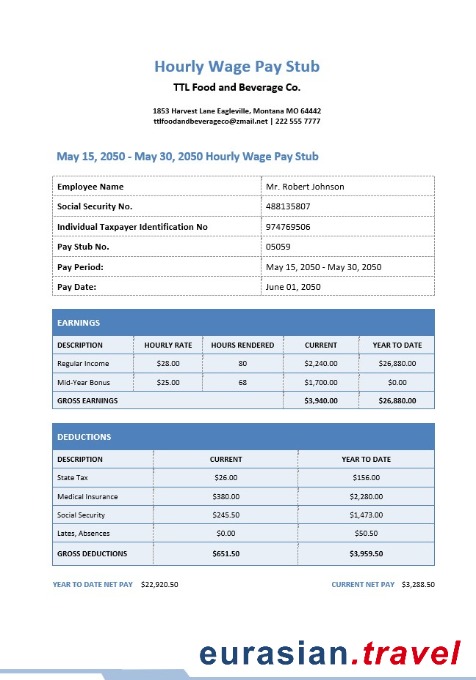 Hourly Wage Pay Stub
TTL Food and Beverage Co.
1853 Harvest Lane Eagleville, Montana MO 64442
ttlfoodandbeverageco@zmail.net | 222 555 7777
May 15, 2050 - May 30, 2050 Hourly Wage Pay Stub
Employee Name Mr. Robert Johnson
Social Security No. 488135807
Individual Taxpayer Identification No 974769506
Pay Stub No. 05059
Pay Period: May 15, 2050 - May 30, 2050
Pay Date: June 01, 2050
EARNINGS
DESCRIPTION HOURLY RATE HOURS RENDERED CURRENT YEAR TO DATE
Regular Income $28.00 80 $2,240.00 $26,880.00
Mid-Year Bonus $25.00 68 $1,700.00 $0.00
GROSS EARNINGS $3,940.00 $26,880.00
DEDUCTIONS
DESCRIPTION CURRENT YEAR TO DATE
State Tax $26.00 $156.00
Medical Insurance $380.00 $2,280.00
Social Security $245.50 $1,473.00
Lates, Absences $0.00 $50.50
GROSS DEDUCTIONS $651.50 $3,959.50
YEAR TO DATE NET PAY $22,920.50 CURRENT NET PAY $3,288.50
eurasian.travel